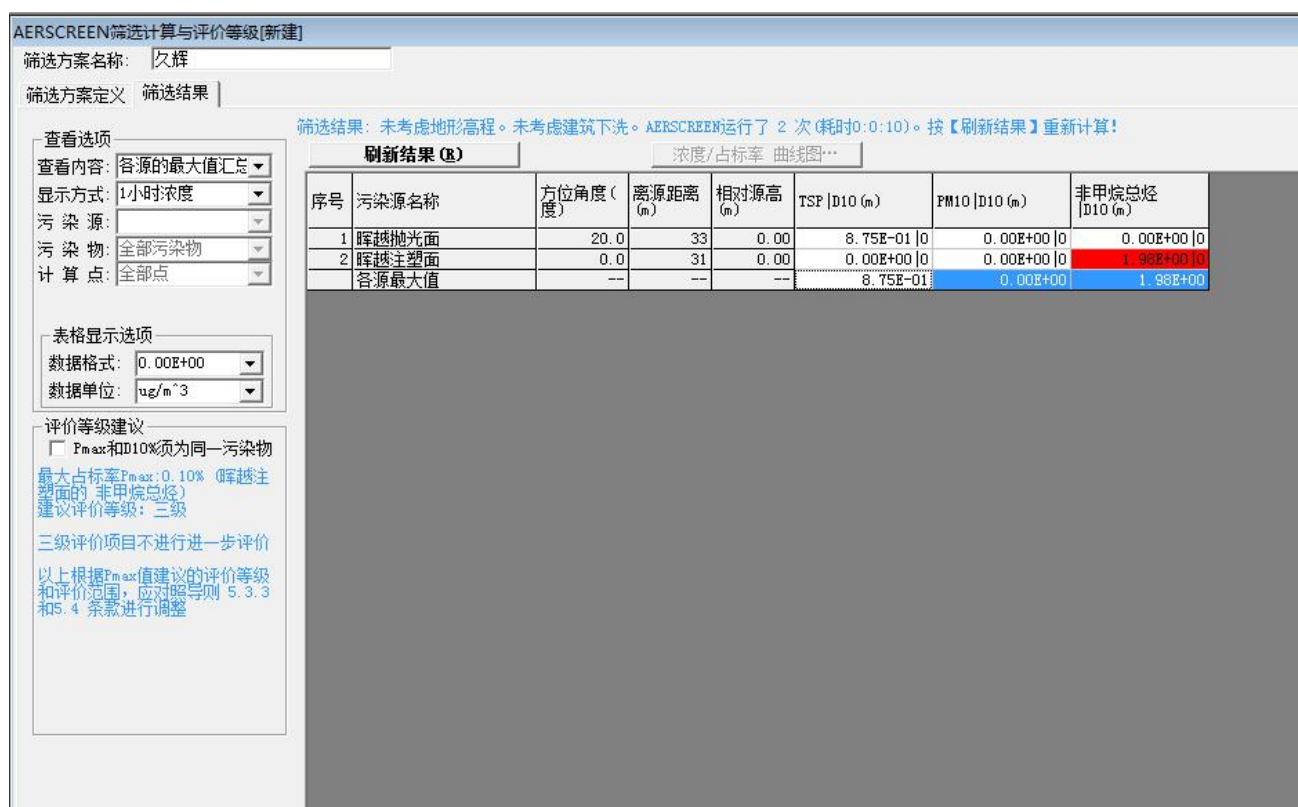 AERSCREEN筛选计算与评价等级[新建]
筛选方案名称: 久辉
筛选方案定义 筛选结果
筛选结果: 未考虑地形高程。未考虑建筑下洗。AERSCREEN运行了 2 次(耗时0:0:10)。按【刷新结果】重新计算!
刷新结果(R) 浓度/占标率 曲线图…
查看选项
查看内容: 各源的最大值汇总
显示方式: 1小时浓度
污 染 源:
污 染 物: 全部污染物
计 算 点: 全部点
序号 污染源名称 方位角度(度) 离源距离(m) 相对源高(m) TSP|D10(m) PM10|D10(m) 非甲烷总烃|D10(m)
1 晖越抛光面 20.0 33 0.00 8.75E-01|0 0.00E+00|0 0.00E+00|0
2 晖越注塑面 0.0 31 0.00 0.00E+00|0 0.00E+00|0 1.98E+00|0
各源最大值 -- -- -- 8.75E-01 0.00E+00 1.98E+00
表格显示选项
数据格式: 0.00E+00
数据单位: ug/m^3
评价等级建议
Pmax和D10%须为同一污染物
最大占标率Pmax:0.10% (晖越注
塑面的 非甲烷总烃)
建议评价等级: 三级
三级评价项目不进行进一步评价
以上根据Pmax值建议的评价等级
和评价范围,应对照导则 5.3.3
和5.4 条款进行调整